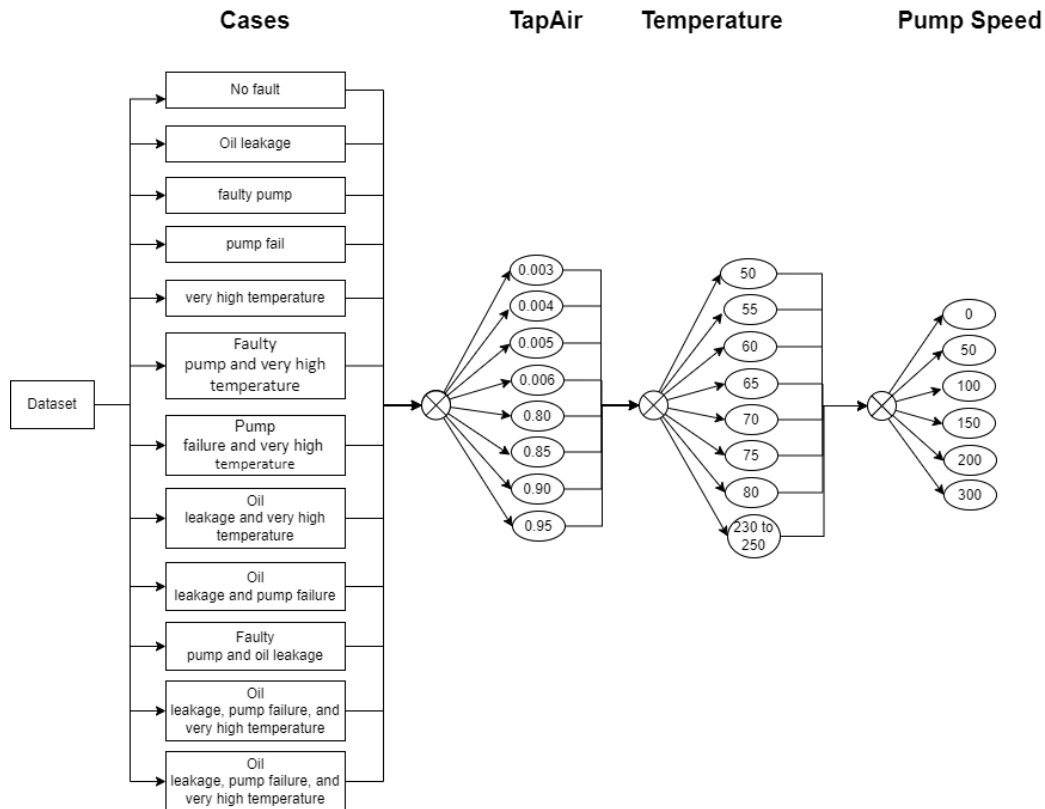 Cases
TapAir
Temperature
Pump Speed
Dataset
No fault
Oil leakage
faulty pump
pump fail
very high temperature
Faulty
pump and very high
temperature
Pump
failure and very high
temperature
Oil
leakage and very high
temperature
Oil
leakage and pump failure
Faulty
pump and oil leakage
Oil
leakage, pump failure, and
very high temperature
Oil
leakage, pump failure, and
very high temperature
0.003
0.004
0.005
0.006
0.80
0.85
0.90
0.95
50
55
60
65
70
75
80
230 to
250
0
50
100
150
200
300